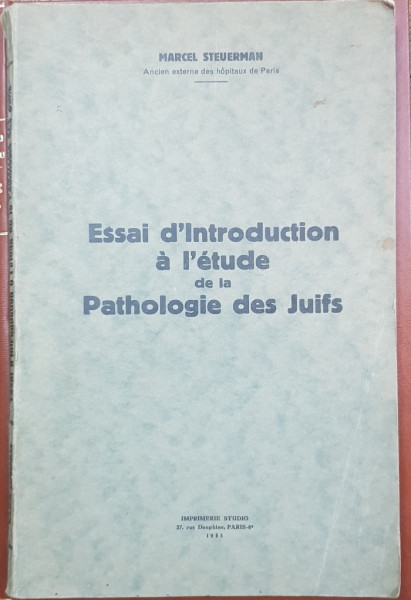 MARCEL STEUERMAN
Ancien externe des hôpitaux de Paris
Essai d'Introduction
à l'étude
de la
Pathologie des Juifs
IMPRIMERIE STUDIO
37, rue Dauphine, PARIS-6e